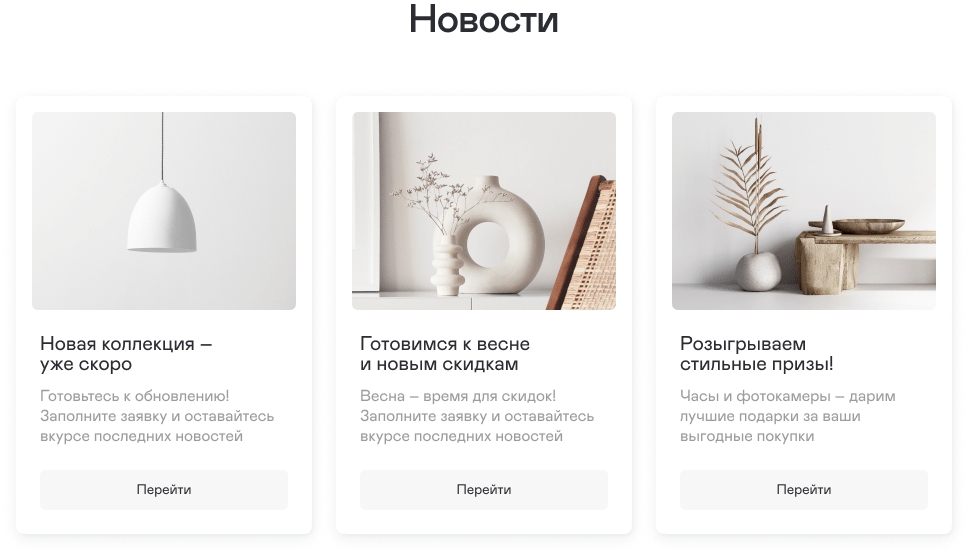 Новости
Новая коллекция –
уже скоро
Готовьтесь к обновлению!
Заполните заявку и оставайтесь
вкурсе последних новостей
Перейти
Готовимся к весне
и новым скидкам
Весна – время для скидок!
Заполните заявку и оставайтесь
вкурсе последних новостей
Перейти
Розыгрываем
стильные призы!
Часы и фотокамеры – дарим
лучшие подарки за ваши
выгодные покупки
Перейти